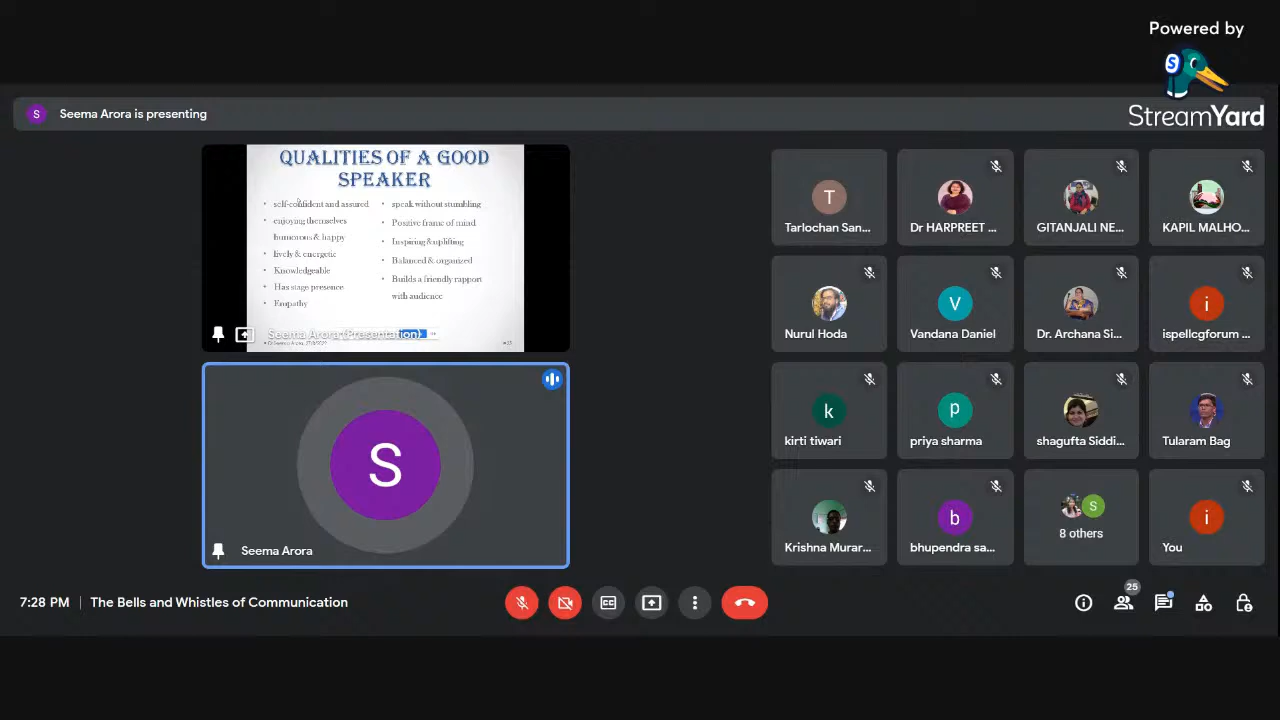 Powered by
S
StreamYard
S
Seema Arora is presenting
QUALITIES OF A GOOD
SPEAKER
• self-confident and assured
• enjoying themselves
humorous & happy
• lively & energetic
• Knowledgeable
• Has stage presence
• Empathy
• speak without stumbling
• Positive frame of mind
• Inspiring & uplifting
• Balanced & organized
• Builds a friendly rapport
with audience
Seema Arora (Presentation)
S
Seema Arora
T
Tarlochan San...
Dr HARPREET ...
GITANJALI NE...
KAPIL MALHO...
Nurul Hoda
V
Vandana Daniel
Dr. Archana Si...
i
ispellcgforum ...
k
kirti tiwari
p
priya sharma
shagufta Siddi...
Tularam Bag
Krishna Murar...
b
bhupendra sa...
S
8 others
i
You
7:28 PM | The Bells and Whistles of Communication
CC
25